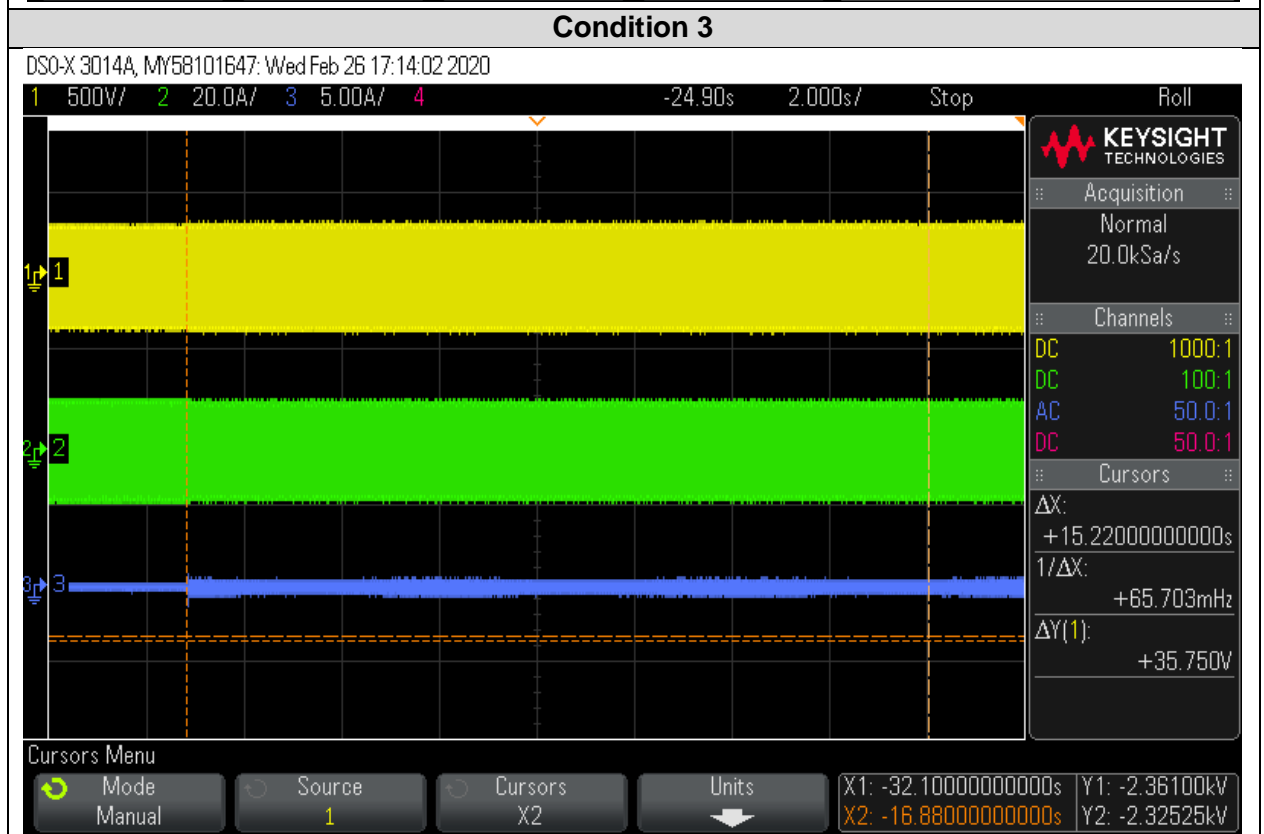 Condition 3
DSO-X 3014A, MY58101647: Wed Feb 26 17:14:02 2020
1 500V/ 2 20.0A/ 3 5.00A/ 4 -24.90s 2.000s/ Stop Roll
KEYSIGHT
TECHNOLOGIES
Acquisition
Normal
20.0kSa/s
Channels
DC 1000:1
DC 100:1
AC 50.0:1
DC 50.0:1
Cursors
ΔX:
+15.22000000000s
1/ΔX:
+65.703mHz
ΔY(1):
+35.750V
1 1
2 2
3 3
Cursors Menu
Mode
Manual
Source
1
Cursors
X2
Units
X1: -32.10000000000s Y1: -2.36100kV
X2: -16.88000000000s Y2: -2.32525kV